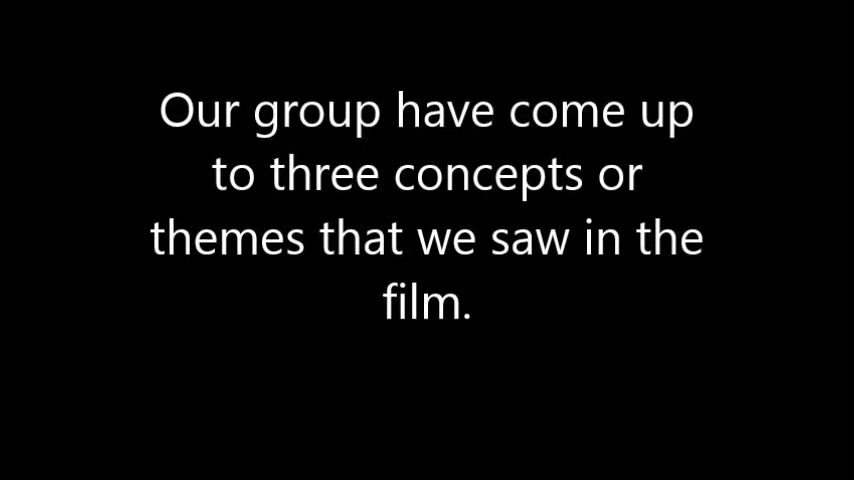 Our group have come up
to three concepts or
themes that we saw in the
film.